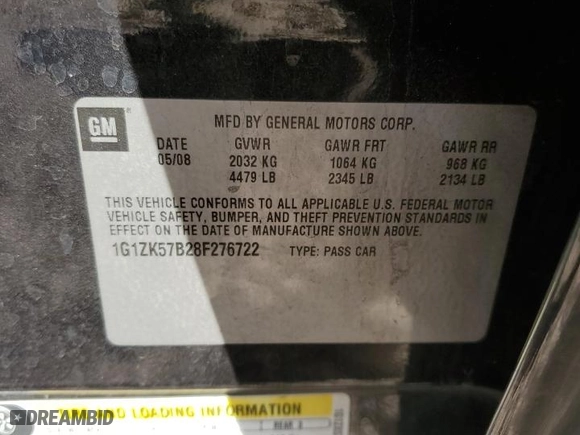 GM
MFD BY GENERAL MOTORS CORP.
DATE GVWR GAWR FRT GAWR RR
05/08 2032 KG 1064 KG 968 KG
4479 LB 2345 LB 2134 LB
THIS VEHICLE CONFORMS TO ALL APPLICABLE U.S. FEDERAL MOTOR
VEHICLE SAFETY, BUMPER, AND THEFT PREVENTION STANDARDS IN
EFFECT ON THE DATE OF MANUFACTURE SHOWN ABOVE.
1G1ZK57B28F276722 TYPE: PASS CAR
AND LOADING INFORMATION
REAR
DREAMBID